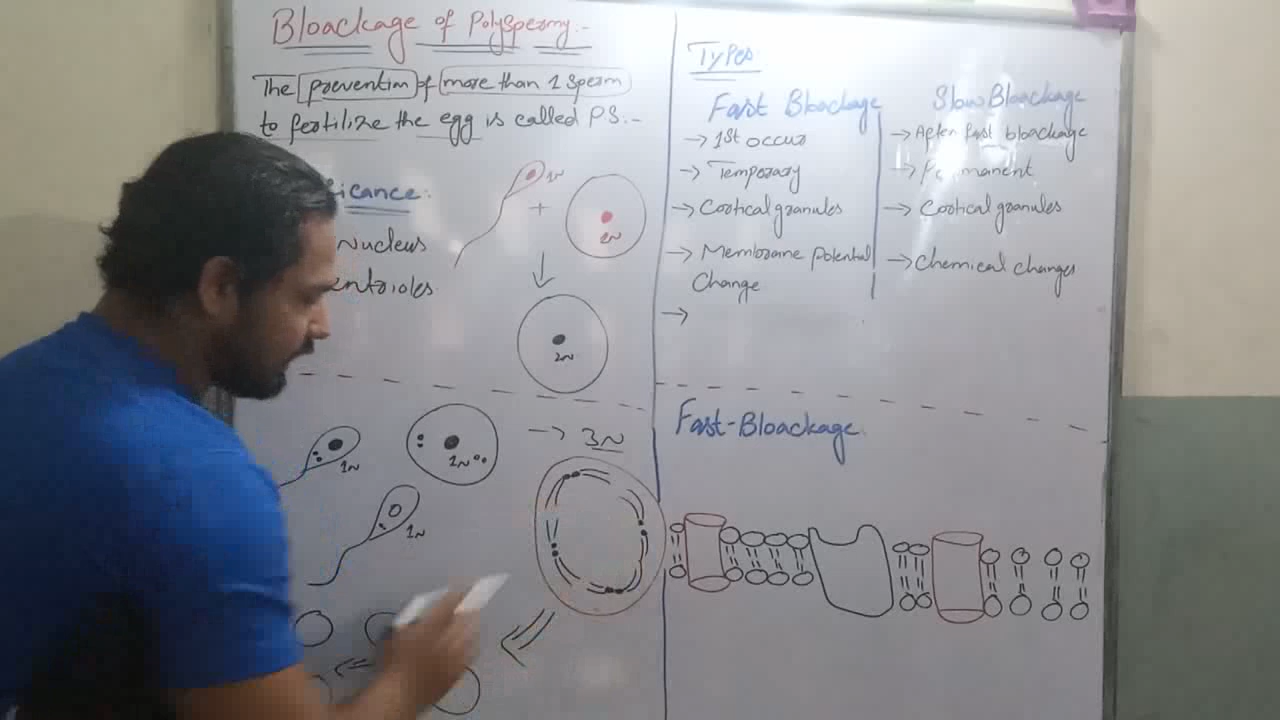 Bloackage of Polyspermy:-
The prevention of more than 1 sperm
to fertilize the egg is called PS:-
icance:
Nucleus
entrioles
1N
+
2N
2N
1N
1N
1N
→ 3N
Types
Fast Bloackage
→ 1st occur
→ Temporary
→ Cortical granules
→ Membrane Potential
Change
→
Slow Bloackage
→ After fast bloackage
→ Permanent
→ Cortical granules
→ Chemical changes
Fast-Bloackage